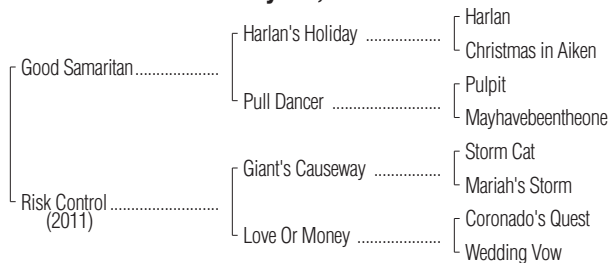 Harlan
Harlan's Holiday ..................
Christmas in Aiken
Good Samaritan....................
Pulpit
Pull Dancer ..........................
Mayhavebeentheone
Storm Cat
Giant's Causeway ................
Mariah's Storm
Risk Control ..........................
(2011)
Coronado's Quest
Love Or Money ....................
Wedding Vow